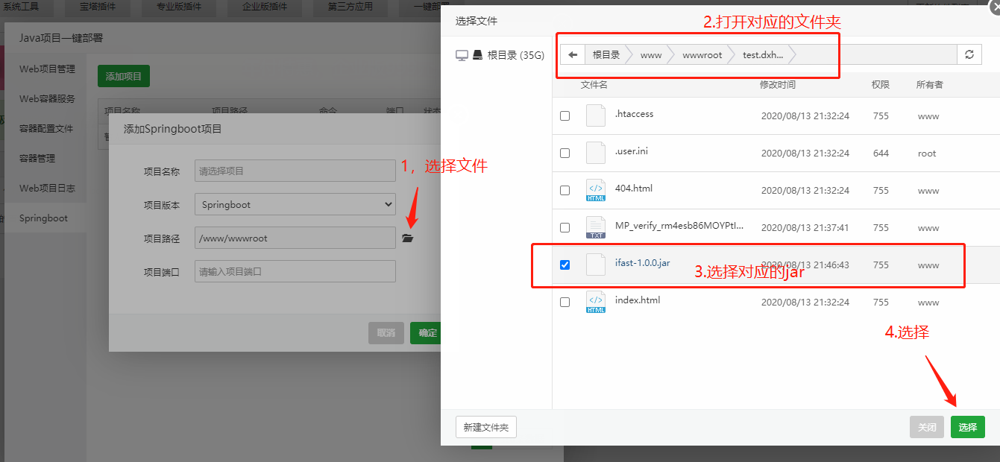 系统工具 宝塔插件 专业版插件 企业版插件 第三方应用 一键部署
Java项目一键部署
Web项目管理
Web容器服务
容器配置文件
容器管理
Web项目日志
Springboot
添加项目
项目名称 项目路径 命令 端口 状态
添加Springboot项目
项目名称 请选择项目
项目版本 Springboot
项目路径 /www/wwwroot
项目端口 请输入项目端口
取消 确定
1，选择文件
选择文件
2.打开对应的文件夹
根目录 (35G)
根目录 www wwwroot test.dxh...
文件名 修改时间 权限 所有者
.htaccess 2020/08/13 21:32:24 755 www
.user.ini 2020/08/13 21:32:24 644 root
404.html 2020/08/13 21:32:24 755 www
MP_verify_rm4esb86MOYPtI... 2020/08/13 21:37:41 755 www
ifast-1.0.0.jar 2020/08/13 21:46:43 755 www
3.选择对应的jar
index.html 2020/08/13 21:32:24 755 www
HTML
TXT
HTML
4.选择
新建文件夹 关闭 选择